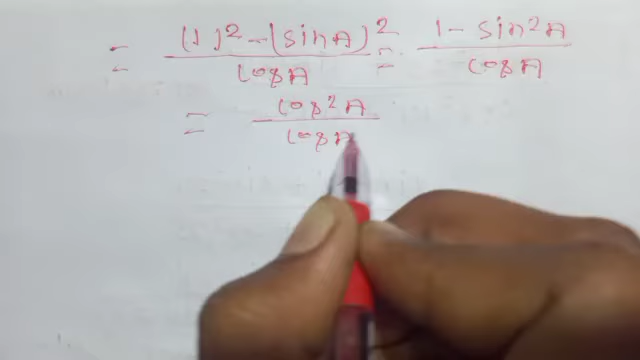 = (1)² - (sinA)² / cosA = 1 - sin²A / cosA
= cos²A / cosA